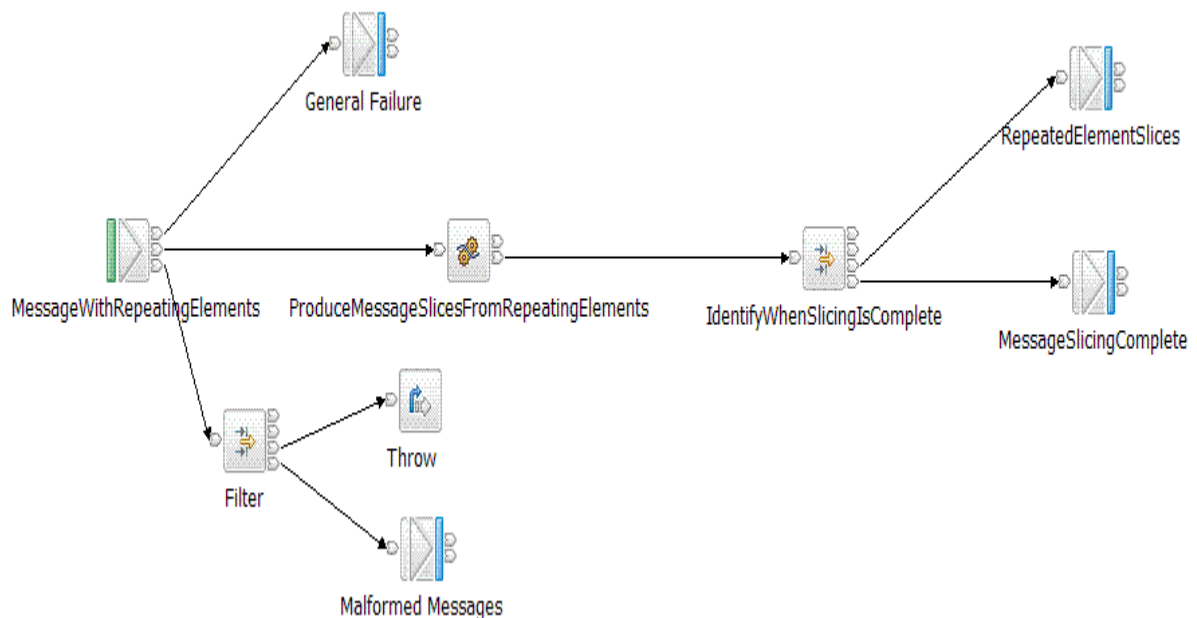 General Failure
RepeatedElementSlices
MessageWithRepeatingElements
ProduceMessageSlicesFromRepeatingElements
IdentifyWhenSlicingIsComplete
MessageSlicingComplete
Throw
Filter
Malformed Messages